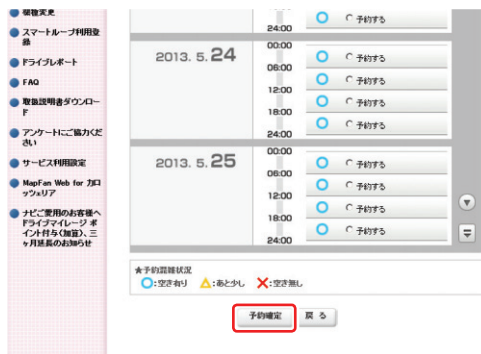 機種変更
スマートループ利用登
録
ドライブレポート
FAQ
取扱説明書ダウンロー
ド
アンケートにご協力くだ
さい
サービス利用設定
MapFan Web for カロ
ッツェリア
ナビご愛用のお客様へ
ドライブマイレージ ポ
イント付与(加算)、三
ヶ月延長のお知らせ
予約する
24:00
2013. 5. 24
00:00
予約する
06:00
予約する
12:00
予約する
18:00
予約する
24:00
2013. 5. 25
00:00
予約する
06:00
予約する
12:00
予約する
18:00
予約する
24:00
★予約混雑状況
○:空き有り △:あと少し ×:空き無し
予約確定 戻る